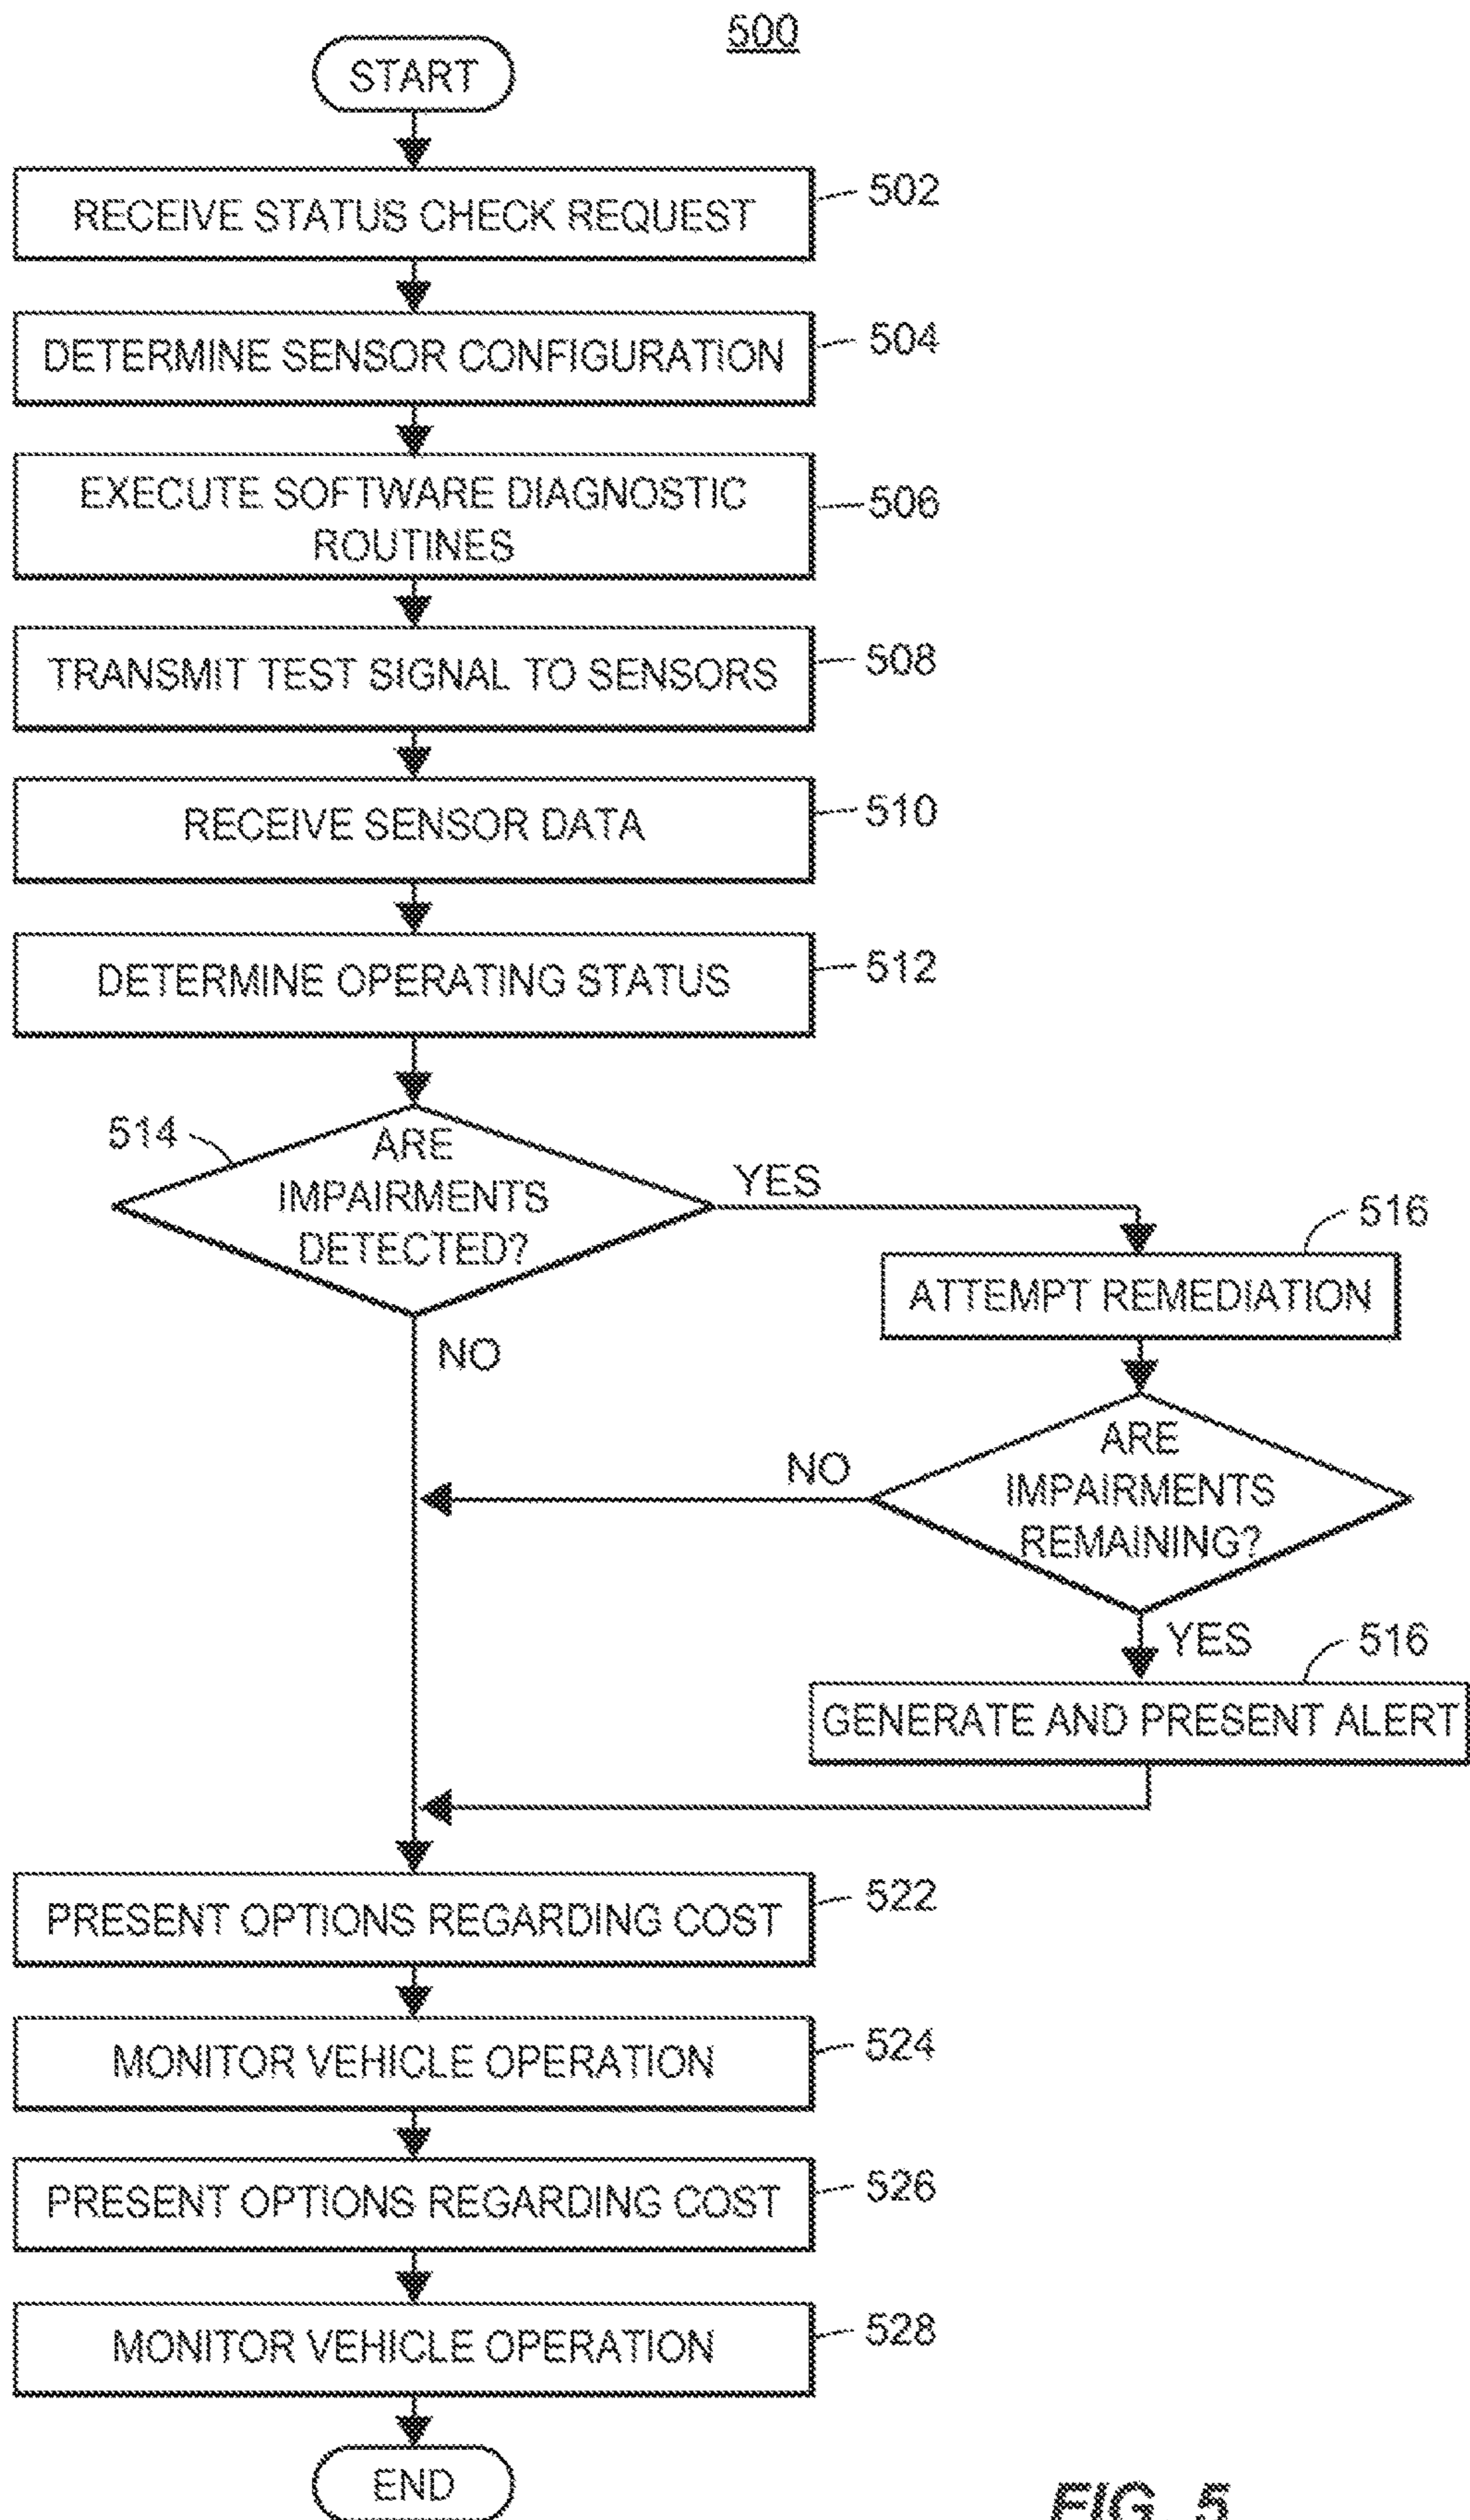 500
START
RECEIVE STATUS CHECK REQUEST
502
DETERMINE SENSOR CONFIGURATION
504
EXECUTE SOFTWARE DIAGNOSTIC
ROUTINES
506
TRANSMIT TEST SIGNAL TO SENSORS
508
RECEIVE SENSOR DATA
510
DETERMINE OPERATING STATUS
512
514
ARE
IMPAIRMENTS
DETECTED?
YES
NO
516
ATTEMPT REMEDIATION
ARE
IMPAIRMENTS
REMAINING?
NO
YES
516
GENERATE AND PRESENT ALERT
PRESENT OPTIONS REGARDING COST
522
MONITOR VEHICLE OPERATION
524
PRESENT OPTIONS REGARDING COST
526
MONITOR VEHICLE OPERATION
528
END
FIG. 5